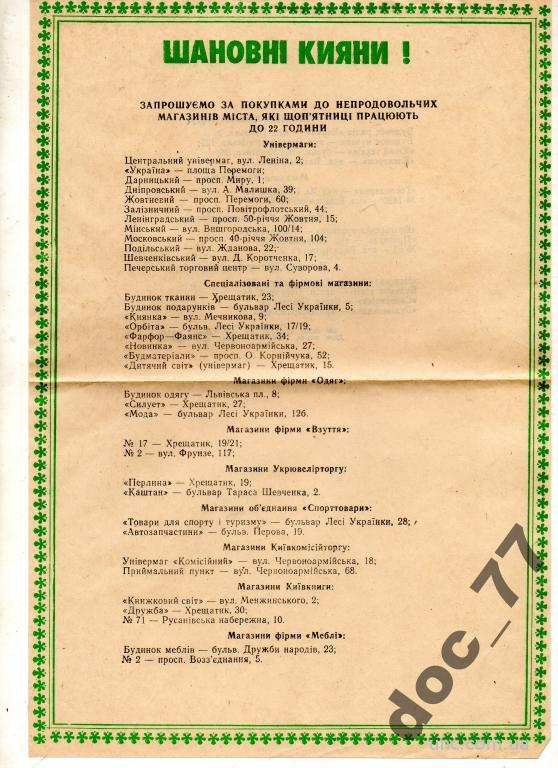 ШАНОВНІ КИЯНИ !
ЗАПРОШУЄМО ЗА ПОКУПКАМИ ДО НЕПРОДОВОЛЬЧИХ
МАГАЗИНІВ МІСТА, ЯКІ ЩОП'ЯТНИЦІ ПРАЦЮЮТЬ
ДО 22 ГОДИНИ
Універмаги:
Центральний універмаг, вул. Леніна, 2;
«Україна» — площа Перемоги;
Дарницький — просп. Миру, 1;
Дніпровський — вул. А. Малишка, 39;
Жовтневий — просп. Перемоги, 60;
Залізничний — просп. Повітрофлотський, 44;
Ленінградський — просп. 50-річчя Жовтня, 15;
Мінський — вул. Вишгородська, 100/14;
Московський — просп. 40-річчя Жовтня, 104;
Подільський — вул. Жданова, 22;
Шевченківський — вул. Д. Коротченка, 17;
Печерський торговий центр — вул. Суворова, 4.
Спеціалізовані та фірмові магазини:
Будинок тканин — Хрещатик, 23;
Будинок подарунків — бульвар Лесі Українки, 5;
«Киянка» — вул. Мечникова, 9;
«Орбіта» — бульв. Лесі Українки, 17/19;
«Фарфор—Фаянс» — Хрещатик, 34;
«Новинка» — вул. Червоноармійська, 27;
«Будматеріали» — просп. О. Корнійчука, 52;
«Дитячий світ» (універмаг) — Хрещатик, 15.
Магазини фірми «Одяг»:
Будинок одягу — Львівська пл., 8;
«Силует» — Хрещатик, 27;
«Мода» — бульвар Лесі Українки, 12б.
Магазини фірми «Взуття»:
№ 17 — Хрещатик, 19/21;
№ 2 — вул. Фрунзе, 117;
Магазини Укрювелірторгу:
«Перлина» — Хрещатик, 19;
«Каштан» — бульвар Тараса Шевченка, 2.
Магазини об'єднання «Спорттовари»:
«Товари для спорту і туризму» — бульвар Лесі Українки, 28;
«Автозапчастини» — бульв. Перова, 19.
Магазини Київкомісійторгу:
Універмаг «Комісійний» — вул. Червоноармійська, 18;
Приймальний пункт — вул. Червоноармійська, 68.
Магазини Київкниги:
«Книжковий світ» — вул. Менжинського, 2;
«Дружба» — Хрещатик, 30;
№ 71 — Русанівська набережна, 10.
Магазини фірми «Меблі»:
Будинок меблів — бульв. Дружби народів, 23;
№ 2 — просп. Возз'єднання, 5.
doc_77